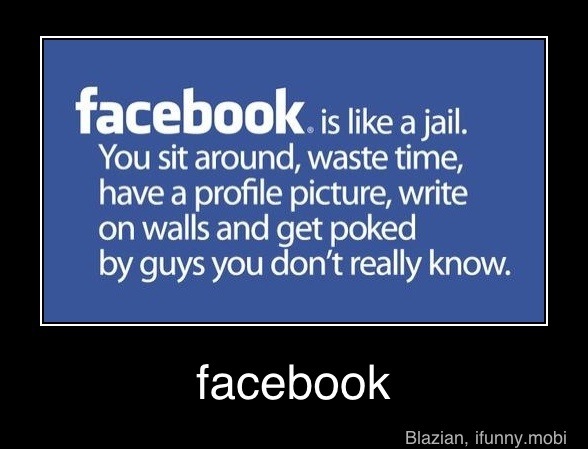 facebook® is like a jail.
You sit around, waste time,
have a profile picture, write
on walls and get poked
by guys you don't really know.
facebook
Blazian, ifunny.mobi